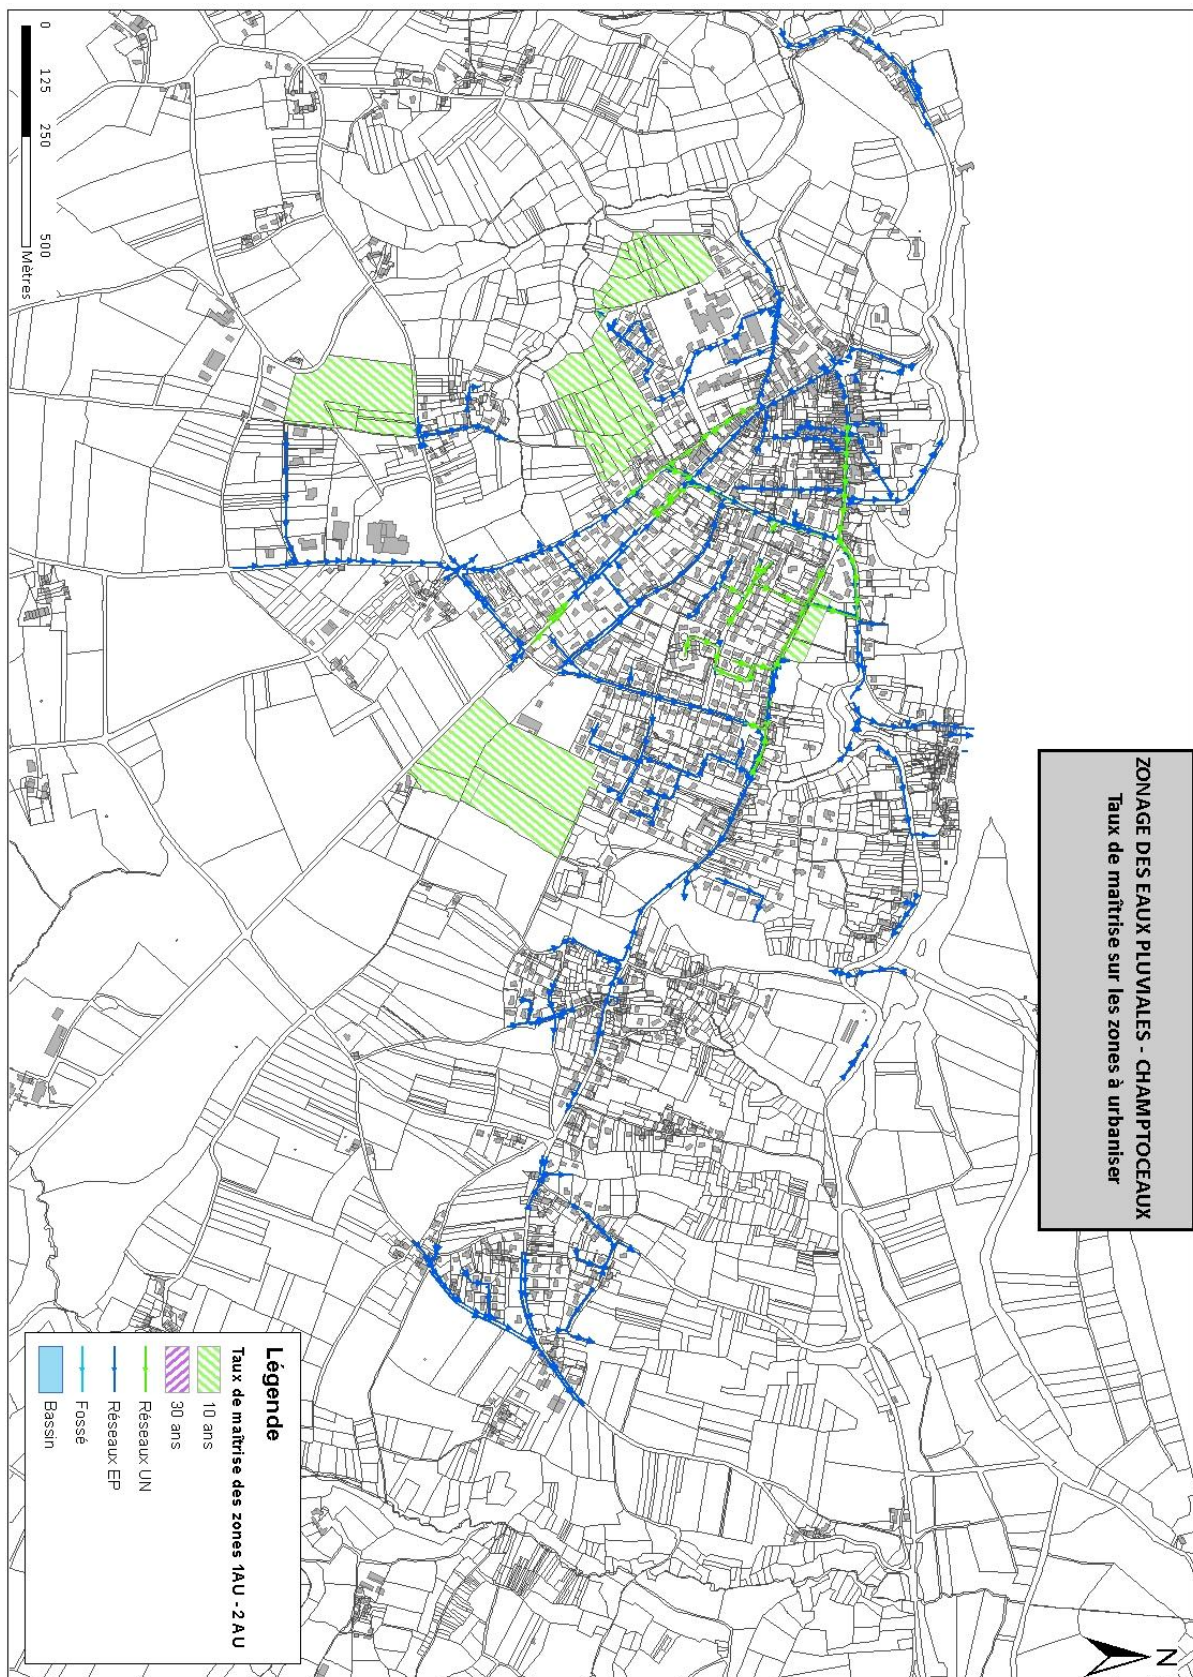 ZONAGE DES EAUX PLUVIALES - CHAMPTOCEAUX
Taux de maîtrise sur les zones à urbaniser
N
Légende
Taux de maîtrise des zones 1AU - 2AU
10 ans
30 ans
Réseaux UN
Réseaux EP
Fossé
Bassin
0 125 250 500
Mètres